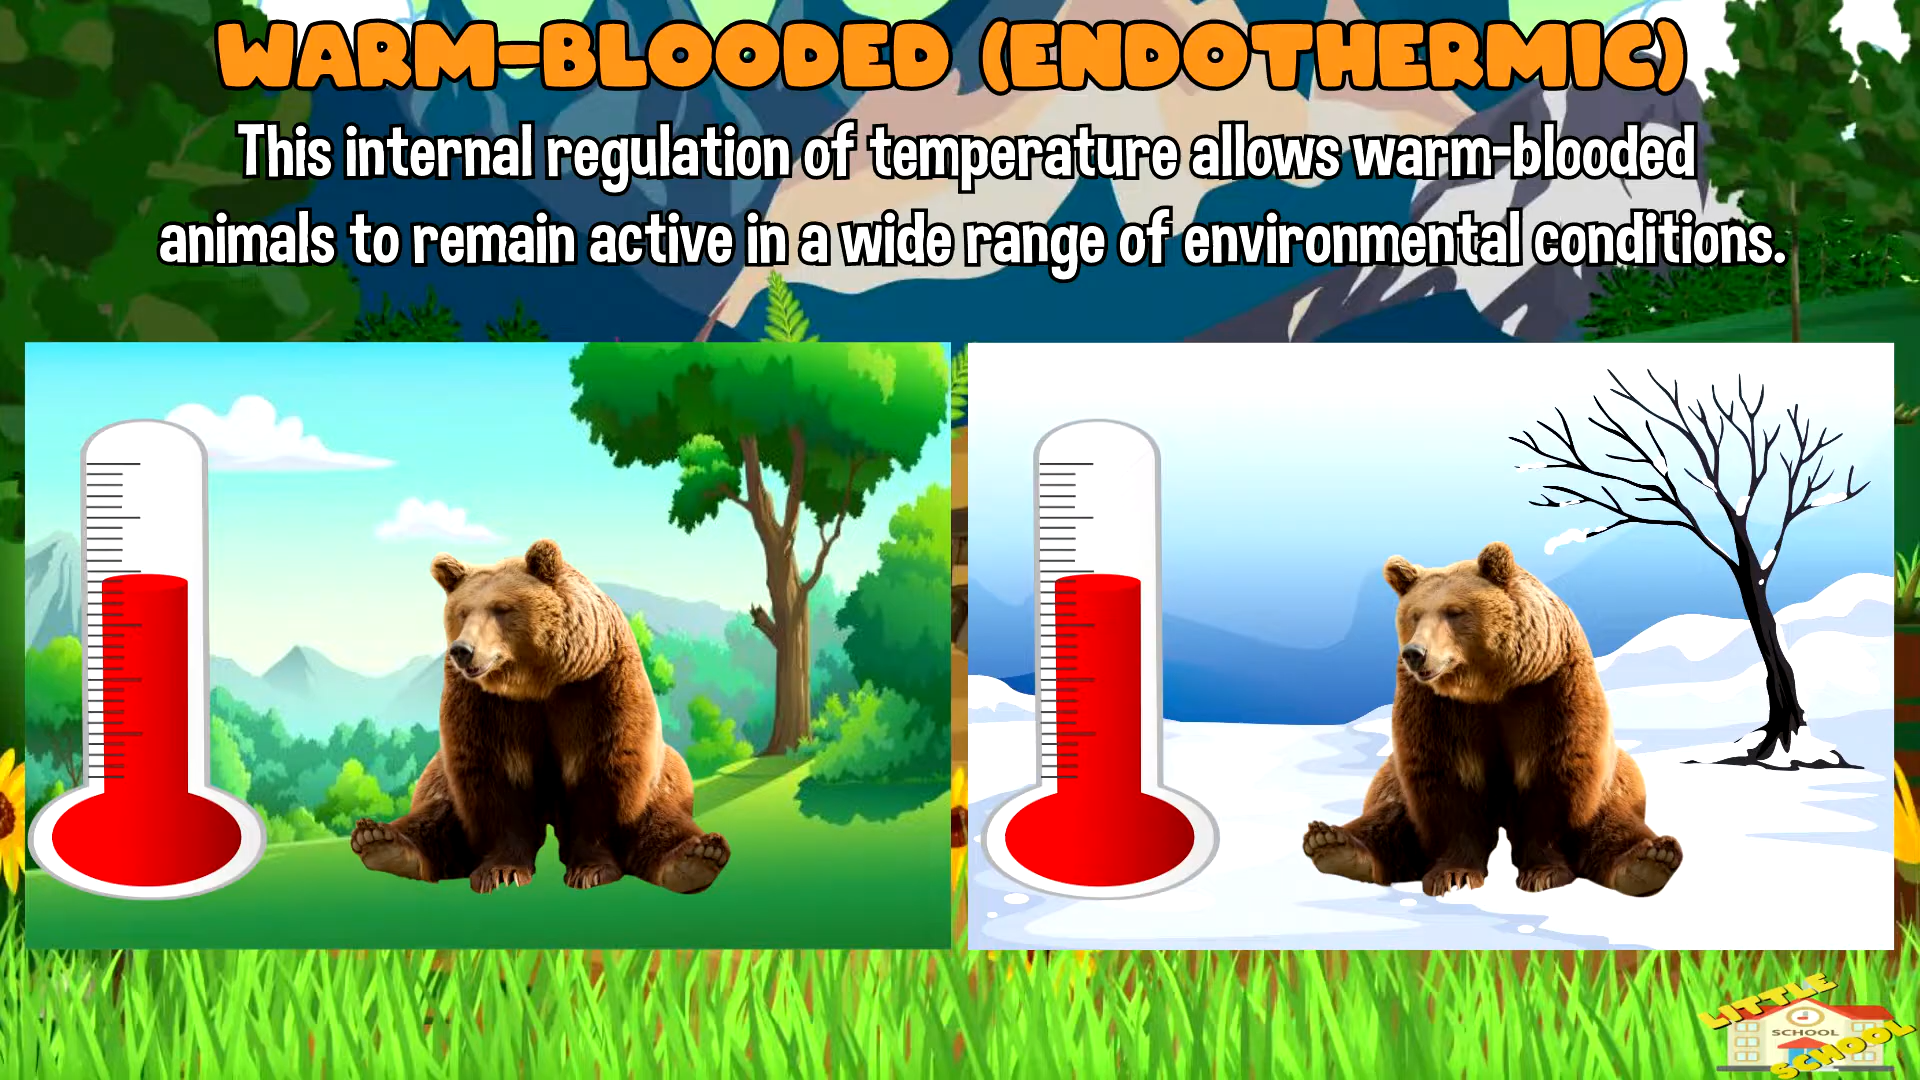 WARM-BLOODED (ENDOTHERMIC)
This internal regulation of temperature allows warm-blooded
animals to remain active in a wide range of environmental conditions.
LITTLE
SCHOOL
SCHOOL